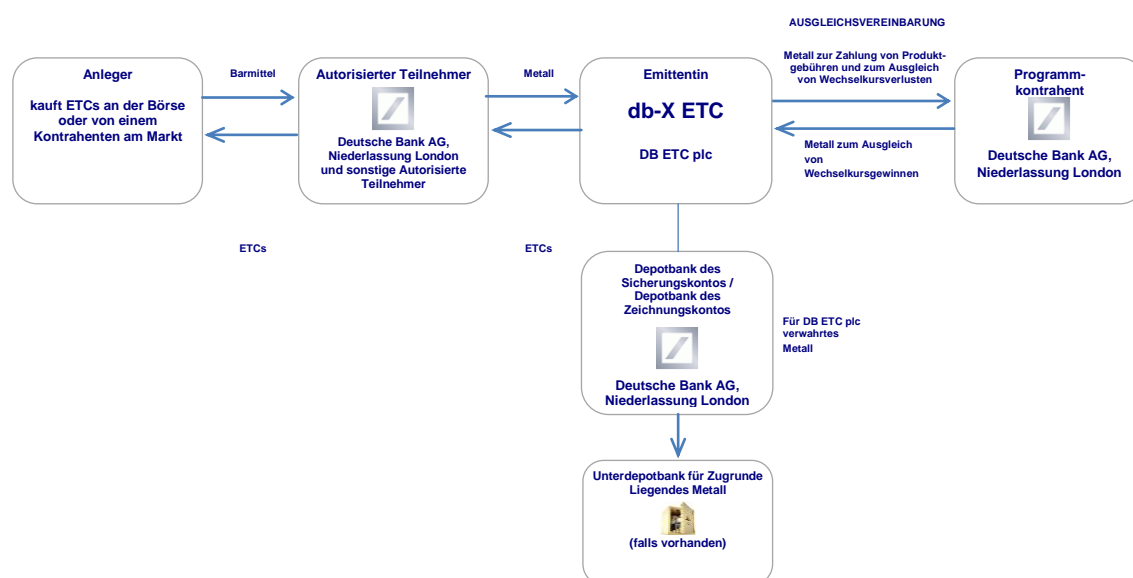 AUSGLEICHSVEREINBARUNG
Anleger
kauft ETCs an der Börse
oder von einem
Kontrahenten am Markt
Barmittel
Autorisierter Teilnehmer
Deutsche Bank AG,
Niederlassung London
und sonstige Autorisierte
Teilnehmer
Metall
Emittentin
db-X ETC
DB ETC plc
Metall zur Zahlung von Produkt-
gebühren und zum Ausgleich
von Wechselkursverlusten
Metall zum Ausgleich
von
Wechselkursgewinnen
Programm-
kontrahent
Deutsche Bank AG,
Niederlassung London
ETCs
ETCs
Depotbank des
Sicherungskontos /
Depotbank des
Zeichnungskontos
Deutsche Bank AG,
Niederlassung London
Für DB ETC plc
verwahrtes
Metall
Unterdepotbank für Zugrunde
Liegendes Metall
(falls vorhanden)